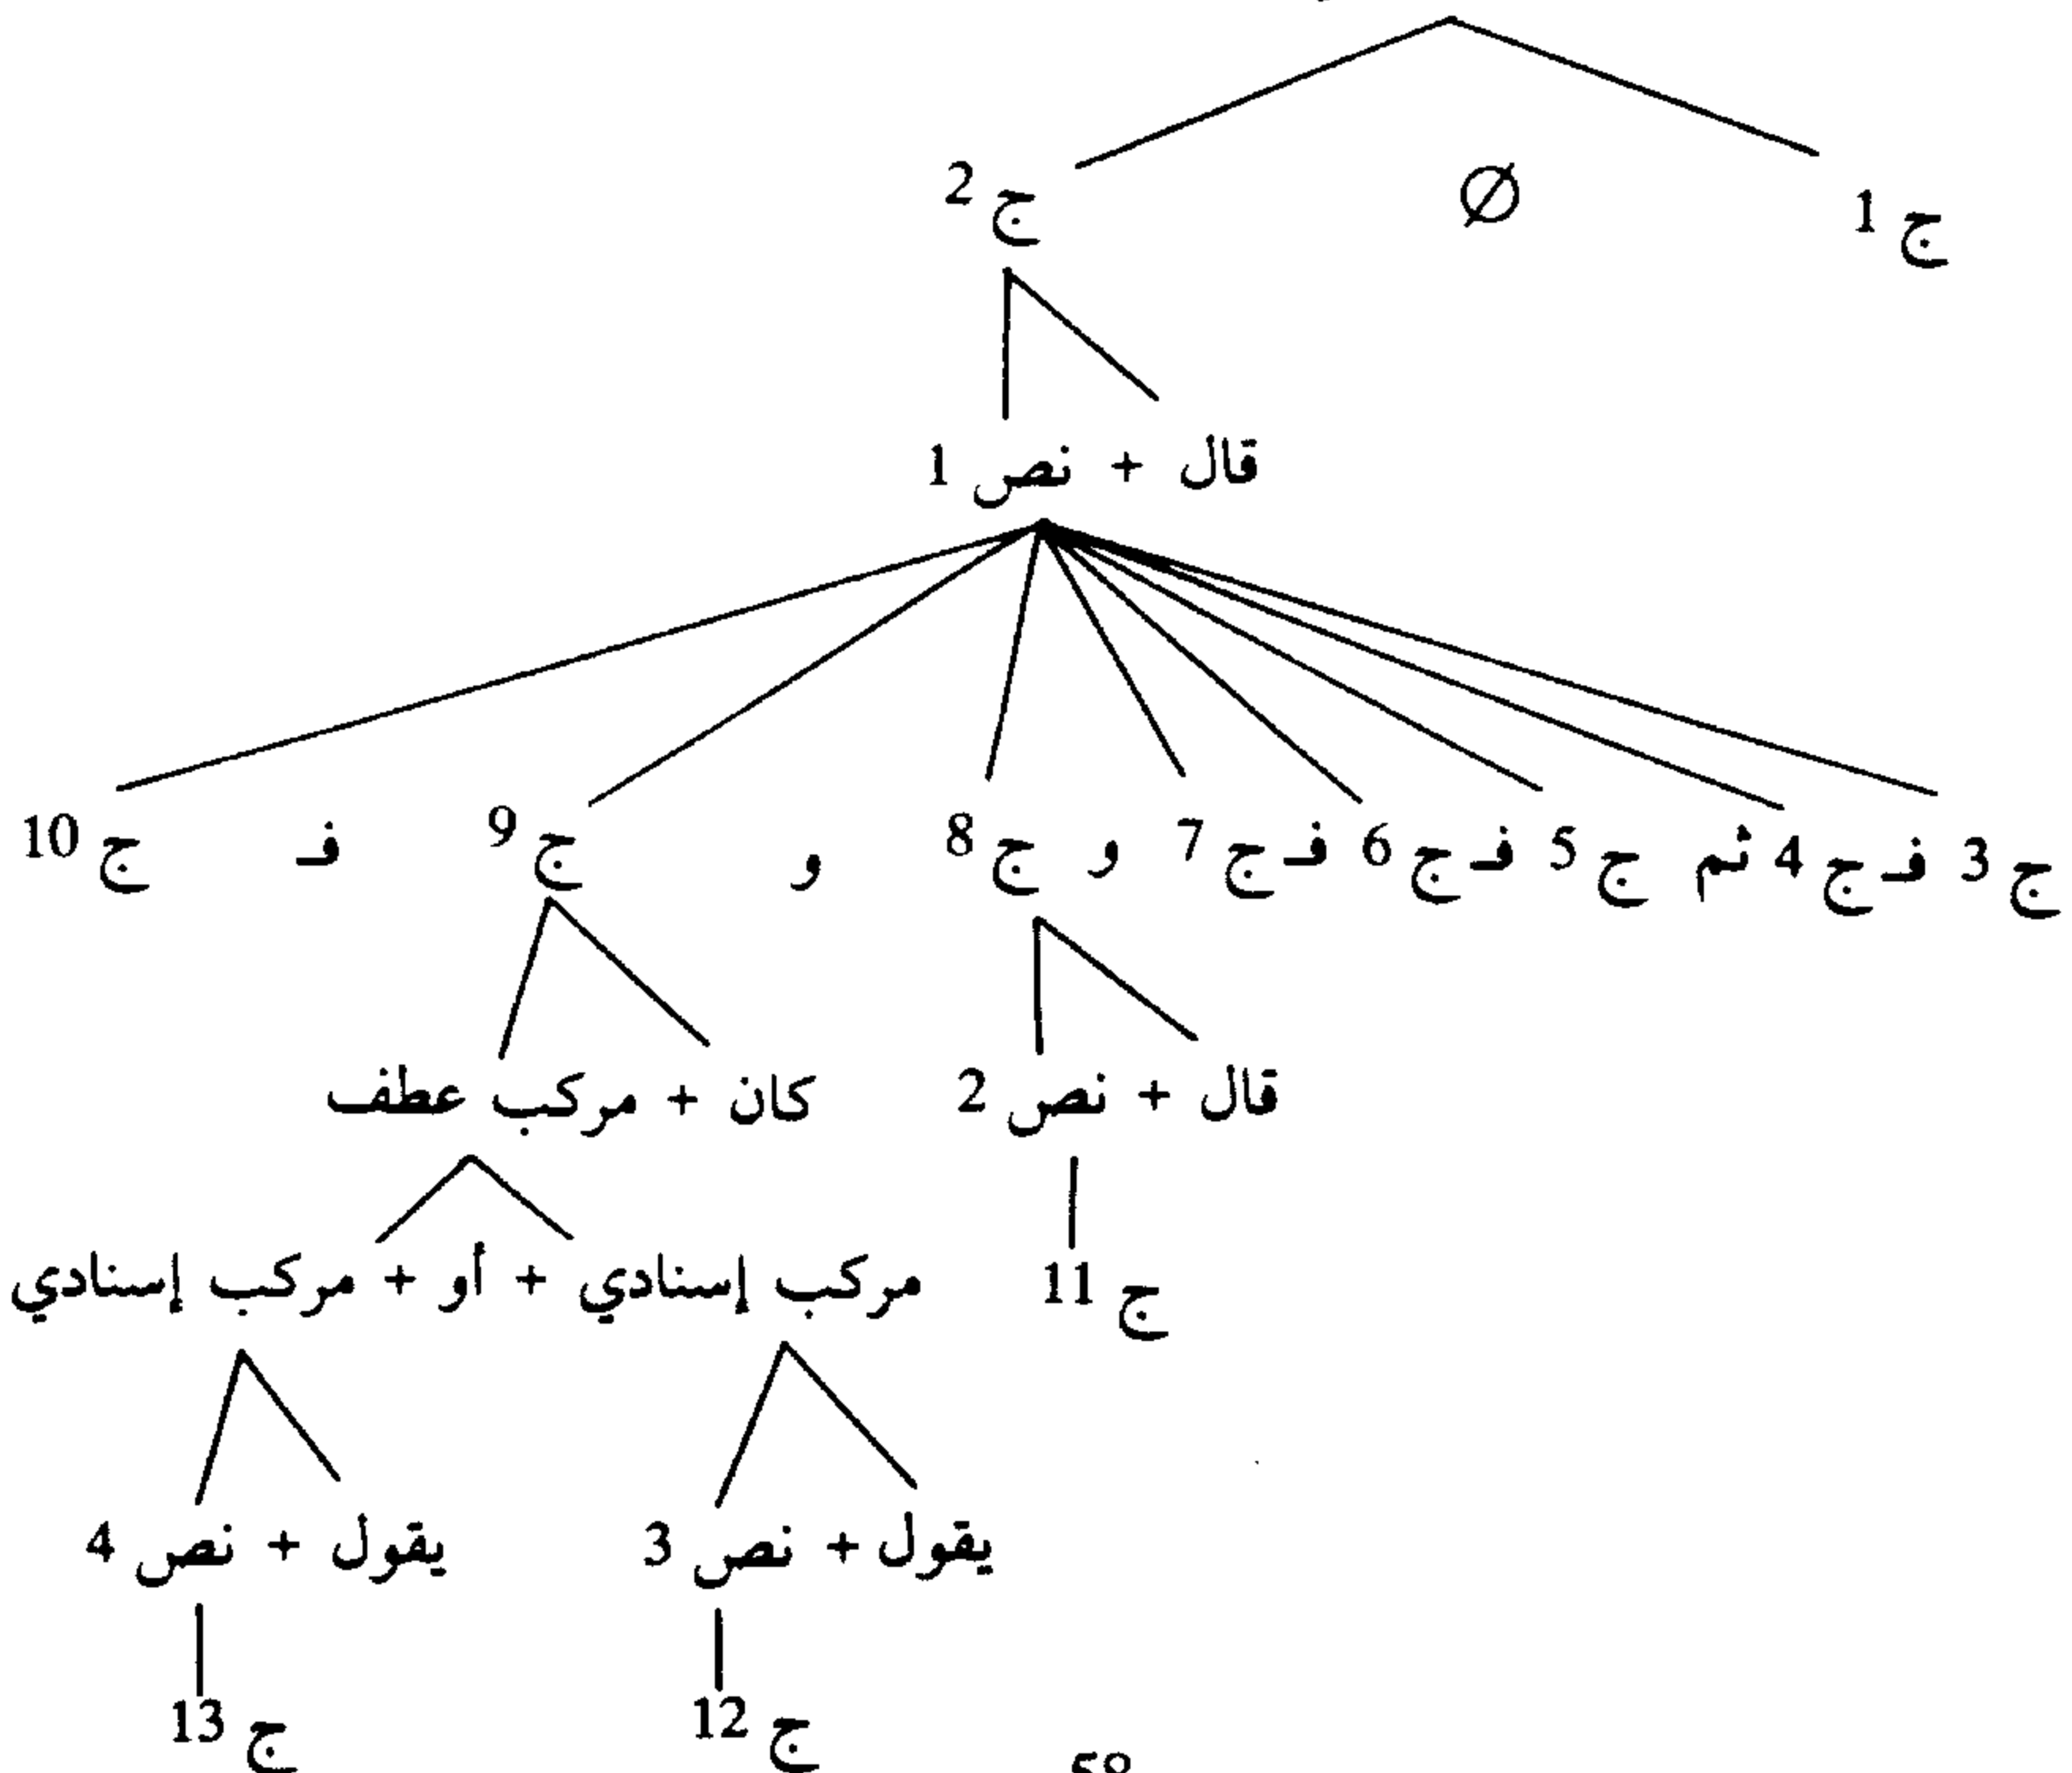 ج 1 Ø ج 2
قال + نص 1
ج 3 فـ ج 4 ثم ج 5 فـ ج 6 فـ ج 7 و ج 8 و ج 9 فـ ج 10
قال + نص 2 كان + مركب عطف
ج 11 مركب إسنادي + أو + مركب إسنادي
يقول + نص 3 يقول + نص 4
ج 12 ج 13